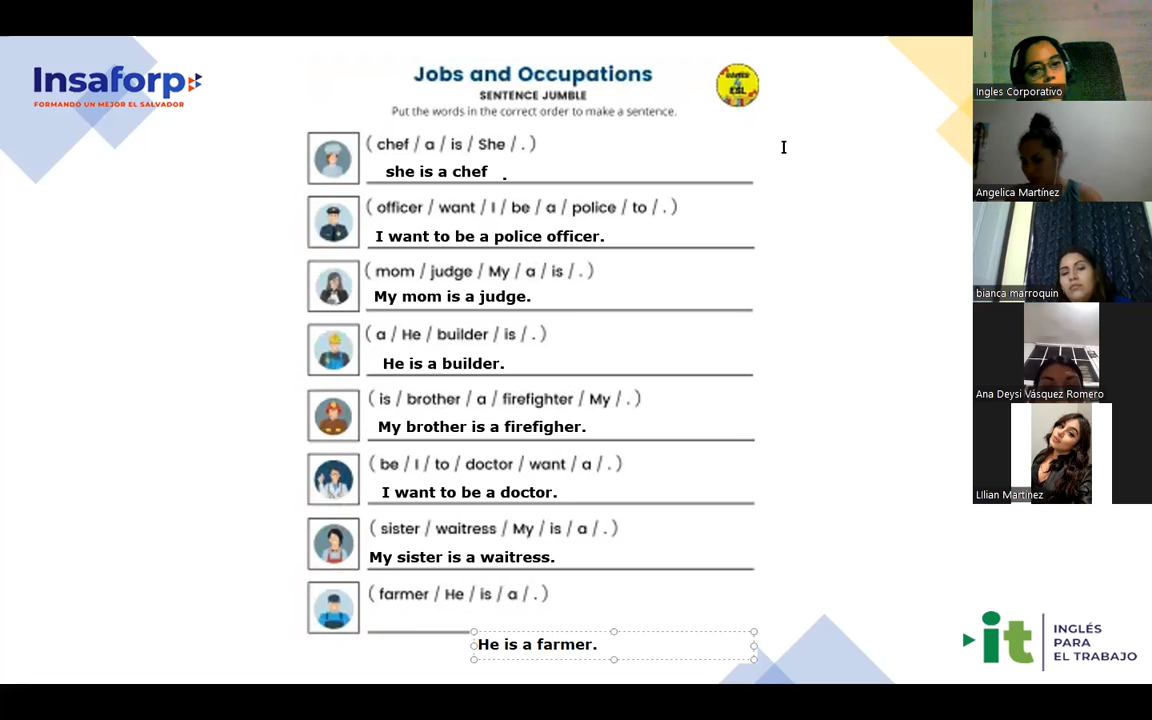 Insaforp
FORMANDO UN MEJOR EL SALVADOR
Jobs and Occupations
SENTENCE JUMBLE
Put the words in the correct order to make a sentence.
GAMES
4
ESL
( chef / a / is / She / . )
she is a chef .
( officer / want / I / be / a / police / to / . )
I want to be a police officer.
( mom / judge / My / a / is / . )
My mom is a judge.
( a / He / builder / is / . )
He is a builder.
( is / brother / a / firefighter / My / . )
My brother is a firefigher.
( be / I / to / doctor / want / a / . )
I want to be a doctor.
( sister / waitress / My / is / a / . )
My sister is a waitress.
( farmer / He / is / a / . )
He is a farmer.
it
INGLÉS
PARA
EL TRABAJO
Ingles Corporativo
Angelica Martínez
bianca marroquin
Ana Deysi Vásquez Romero
LIlian Martinez